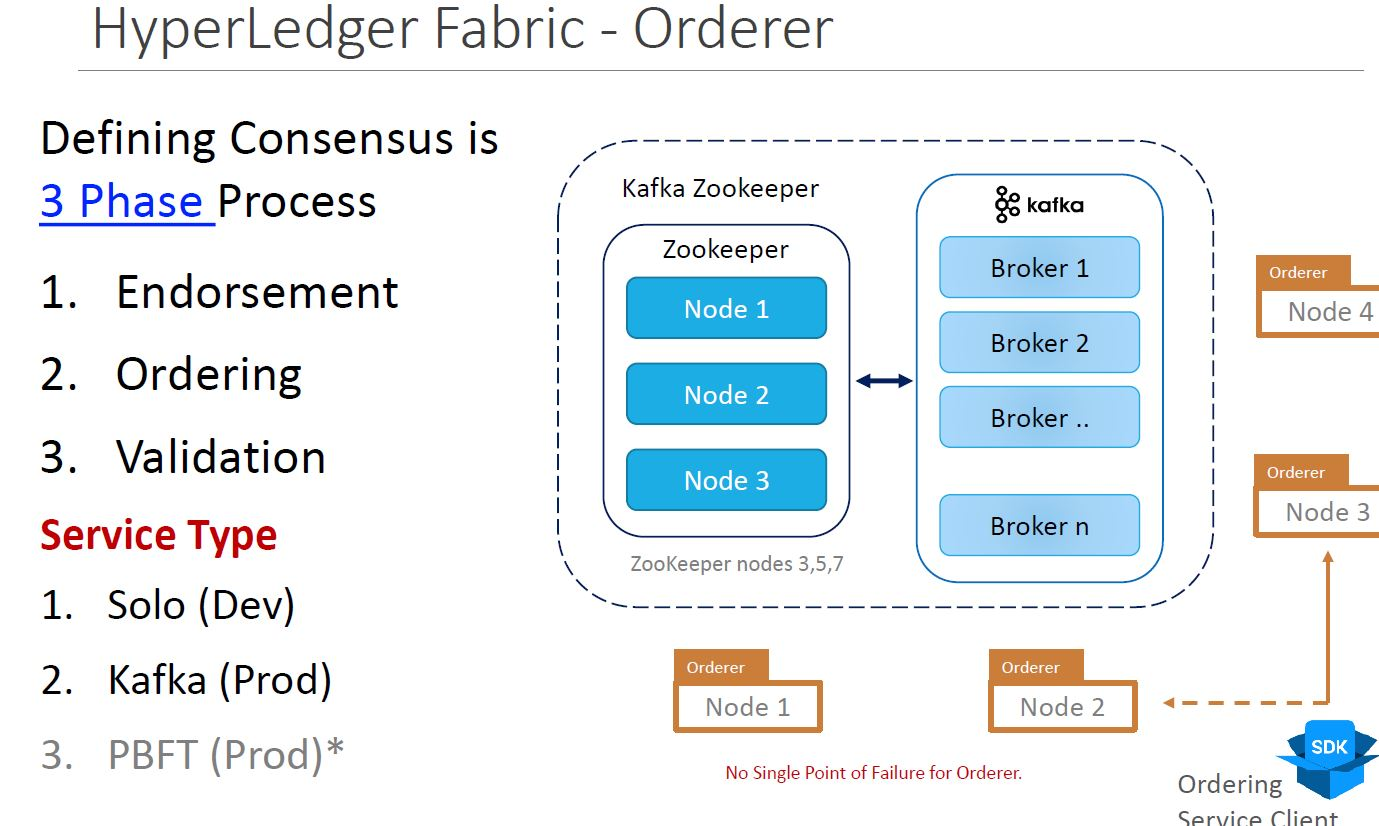 HyperLedger Fabric - Orderer
Defining Consensus is
3 Phase Process
1. Endorsement
2. Ordering
3. Validation
Service Type
1. Solo (Dev)
2. Kafka (Prod)
3. PBFT (Prod)*
Kafka Zookeeper
Zookeeper
Node 1
Node 2
Node 3
ZooKeeper nodes 3,5,7
kafka
Broker 1
Broker 2
Broker ..
Broker n
Orderer
Node 4
Orderer
Node 3
Orderer
Node 1
Orderer
Node 2
No Single Point of Failure for Orderer.
SDK
Ordering
Service Client